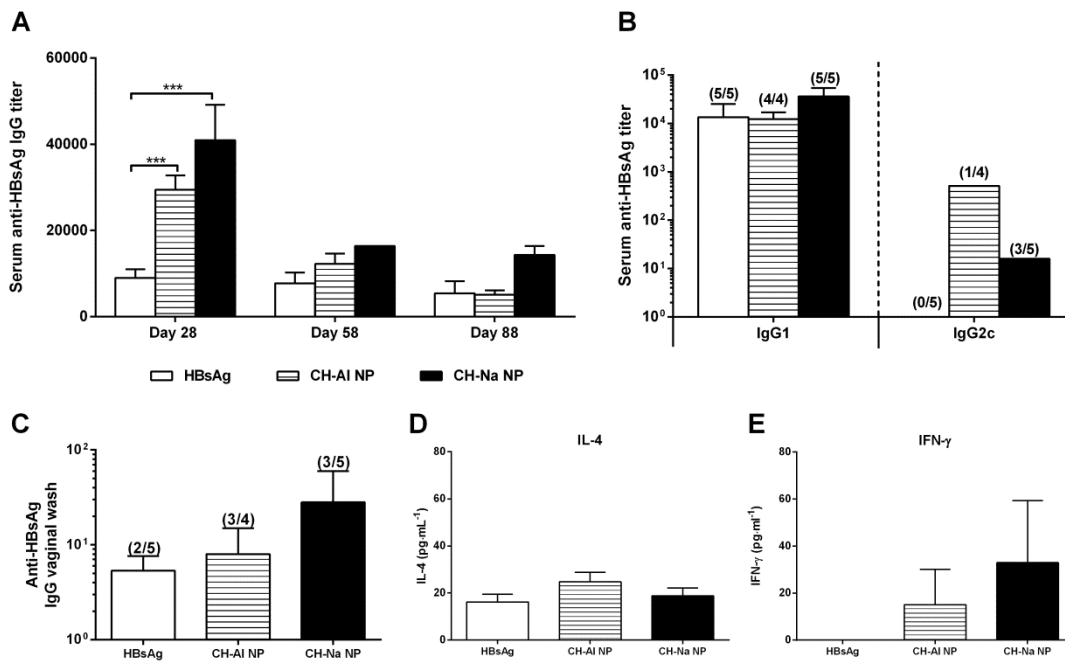 A
Serum anti-HBsAg IgG titer
60000
40000
20000
0
***
***
Day 28
Day 58
Day 88
HBsAg
CH-Al NP
CH-Na NP
B
Serum anti-HBsAg titer
10⁵
10⁴
10³
10²
10¹
10⁰
(5/5)
(4/4)
(5/5)
(0/5)
(1/4)
(3/5)
IgG1
IgG2c
C
Anti-HBsAg
IgG vaginal wash
10²
10¹
10⁰
(2/5)
(3/4)
(3/5)
HBsAg
CH-Al NP
CH-Na NP
D
IL-4
IL-4 (pg.mL⁻¹)
80
60
40
20
0
HBsAg
CH-Al NP
CH-Na NP
E
IFN-γ
IFN-γ (pg.ml⁻¹)
80
60
40
20
0
HBsAg
CH-Al NP
CH-Na NP